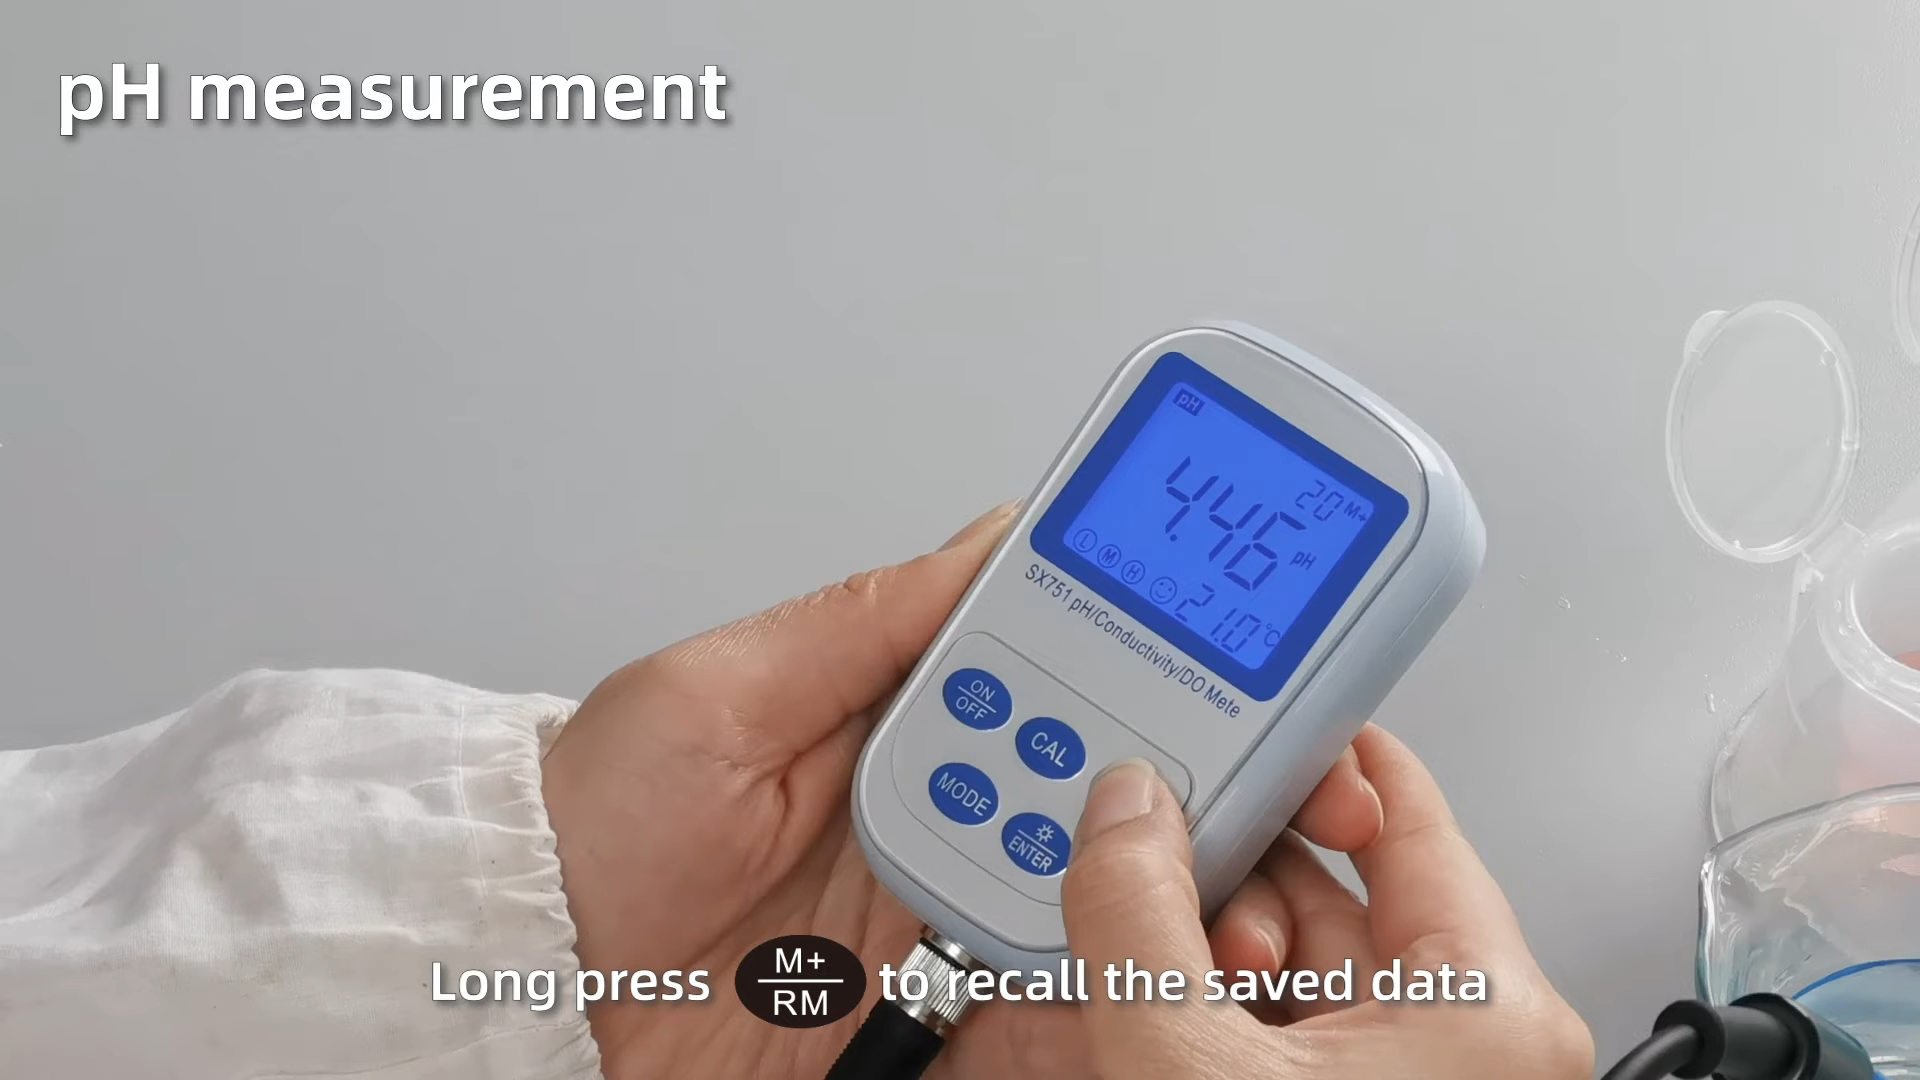 pH measurement
pH
20 M+
4.46 pH
L M H 21.0 °C
SX751 pH/Conductivity/DO Mete
ON
OFF
CAL
MODE
ENTER
Long press M+/RM to recall the saved data